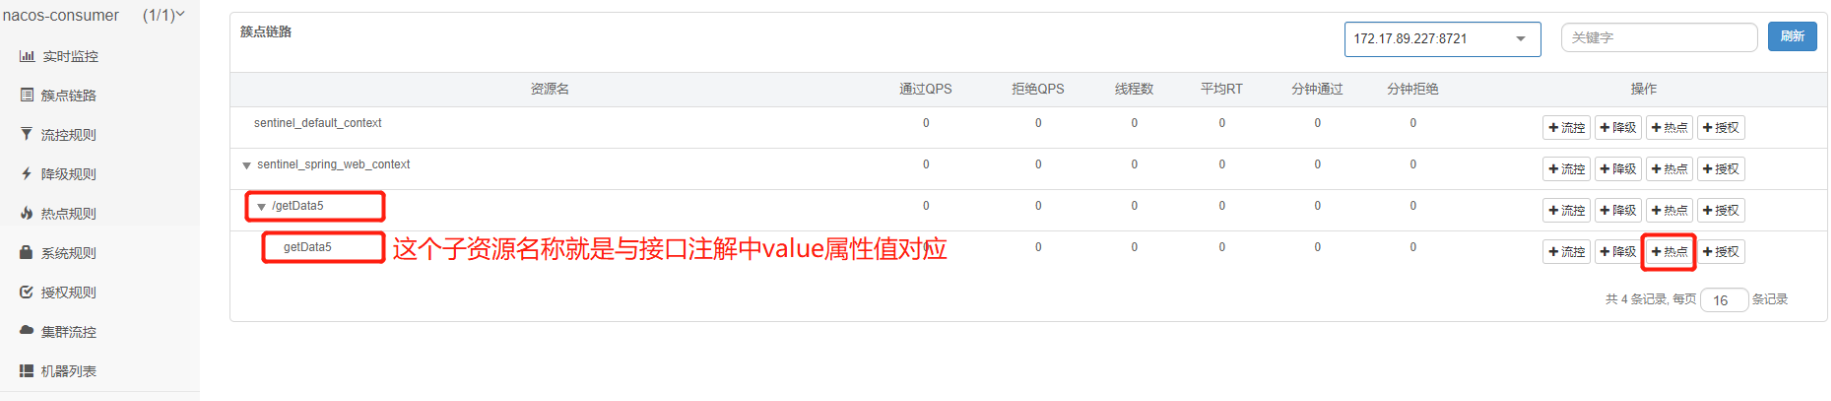 nacos-consumer (1/1)
实时监控
簇点链路
流控规则
降级规则
热点规则
系统规则
授权规则
集群流控
机器列表
簇点链路 172.17.89.227:8721 关键字 刷新
资源名 通过QPS 拒绝QPS 线程数 平均RT 分钟通过 分钟拒绝 操作
sentinel_default_context 0 0 0 0 0 0 +流控 +降级 +热点 +授权
sentinel_spring_web_context 0 0 0 0 0 0 +流控 +降级 +热点 +授权
/getData5 0 0 0 0 0 0 +流控 +降级 +热点 +授权
getData5 这个子资源名称就是与接口注解中value属性值对应 0 0 0 0 0 0 +流控 +降级 +热点 +授权
共 4 条记录, 每页 16 条记录